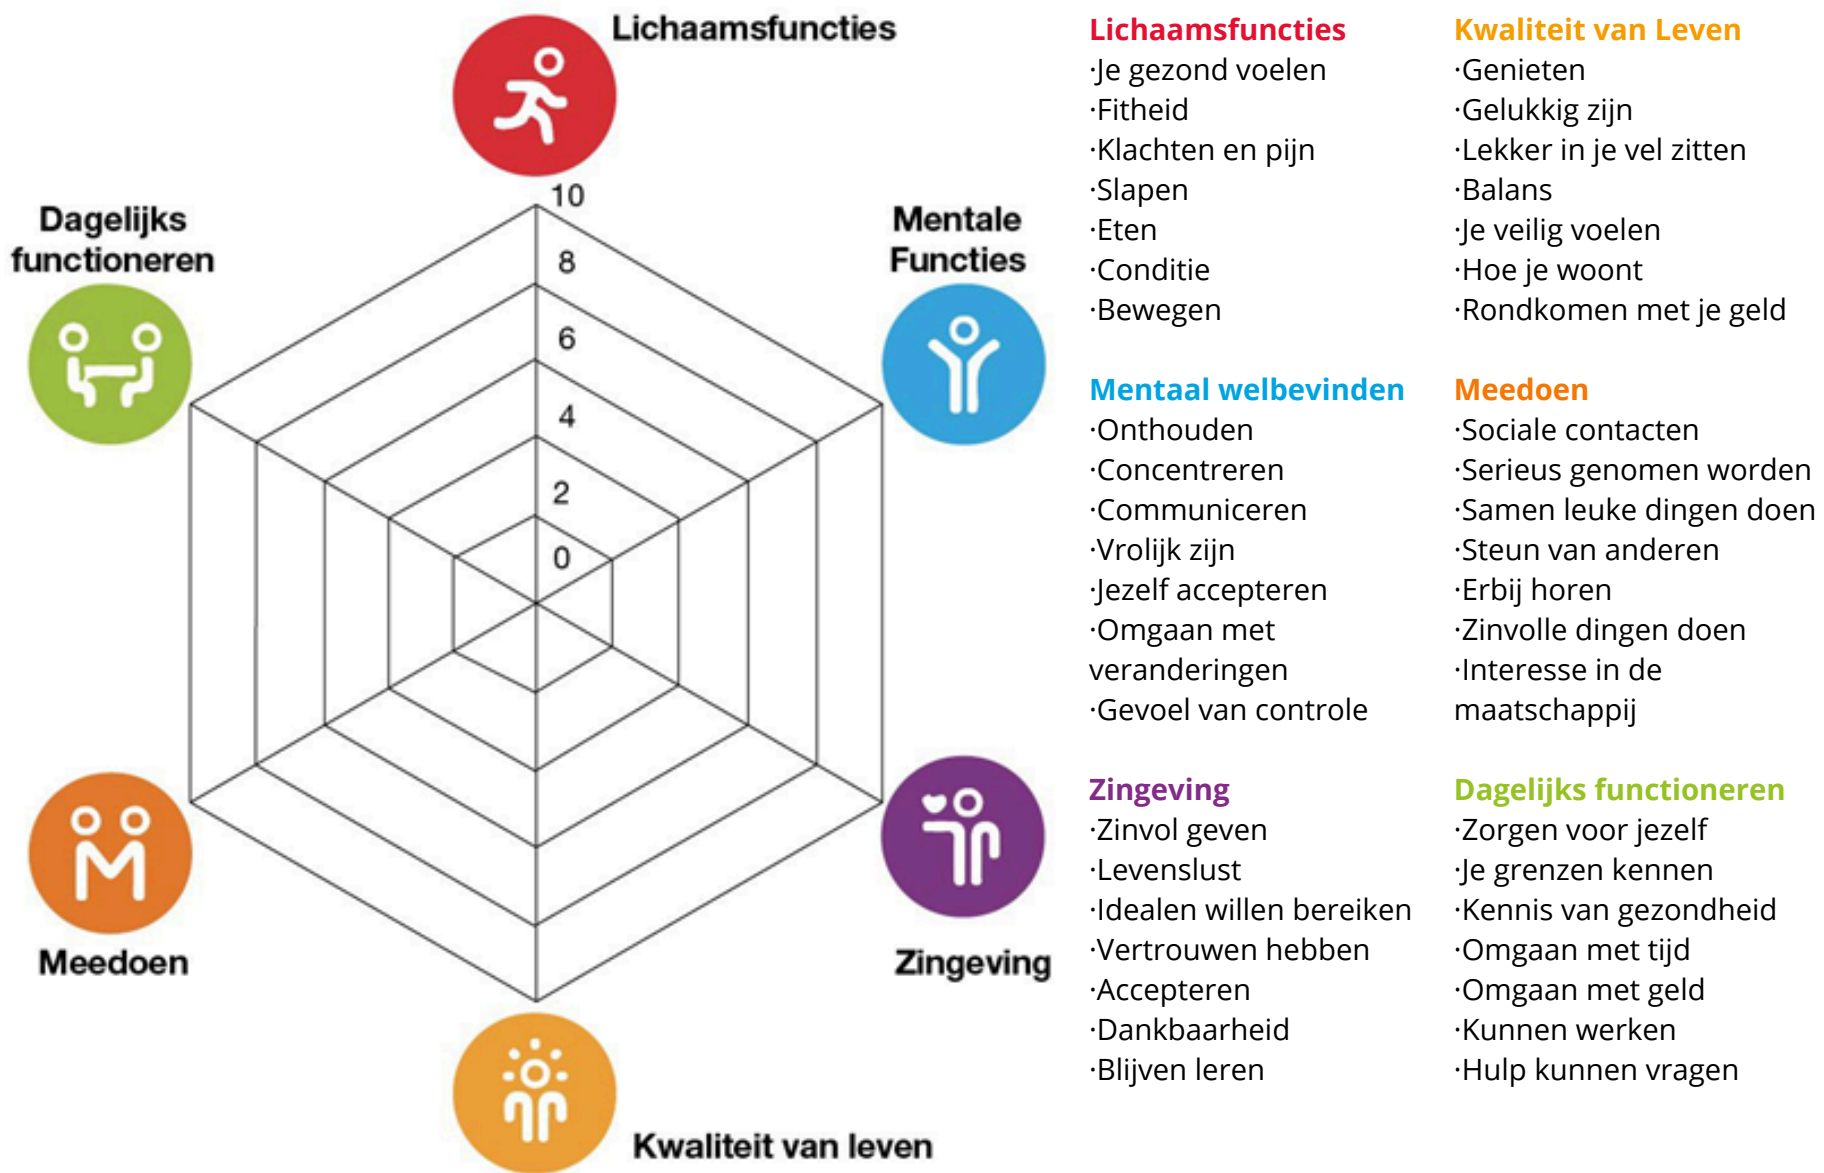 Lichaamsfuncties
Dagelijks
functioneren
Mentale
Functies
10
8
6
4
2
0
Meedoen
Zingeving
Kwaliteit van leven
Lichaamsfuncties
·Je gezond voelen
·Fitheid
·Klachten en pijn
·Slapen
·Eten
·Conditie
·Bewegen
Mentaal welbevinden
·Onthouden
·Concentreren
·Communiceren
·Vrolijk zijn
·Jezelf accepteren
·Omgaan met
veranderingen
·Gevoel van controle
Zingeving
·Zinvol geven
·Levenslust
·Idealen willen bereiken
·Vertrouwen hebben
·Accepteren
·Dankbaarheid
·Blijven leren
Kwaliteit van Leven
·Genieten
·Gelukkig zijn
·Lekker in je vel zitten
·Balans
·Je veilig voelen
·Hoe je woont
·Rondkomen met je geld
Meedoen
·Sociale contacten
·Serieus genomen worden
·Samen leuke dingen doen
·Steun van anderen
·Erbij horen
·Zinvolle dingen doen
·Interesse in de
maatschappij
Dagelijks functioneren
·Zorgen voor jezelf
·Je grenzen kennen
·Kennis van gezondheid
·Omgaan met tijd
·Omgaan met geld
·Kunnen werken
·Hulp kunnen vragen